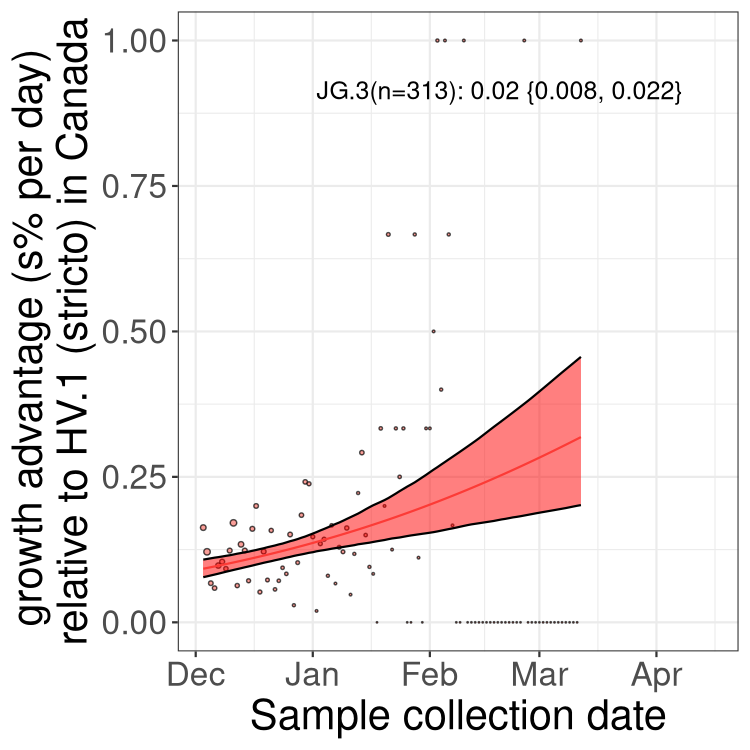 growth advantage (s% per day)
relative to HV.1 (stricto) in Canada
1.00
0.75
0.50
0.25
0.00
JG.3(n=313): 0.02 {0.008, 0.022}
Dec Jan Feb Mar Apr
Sample collection date